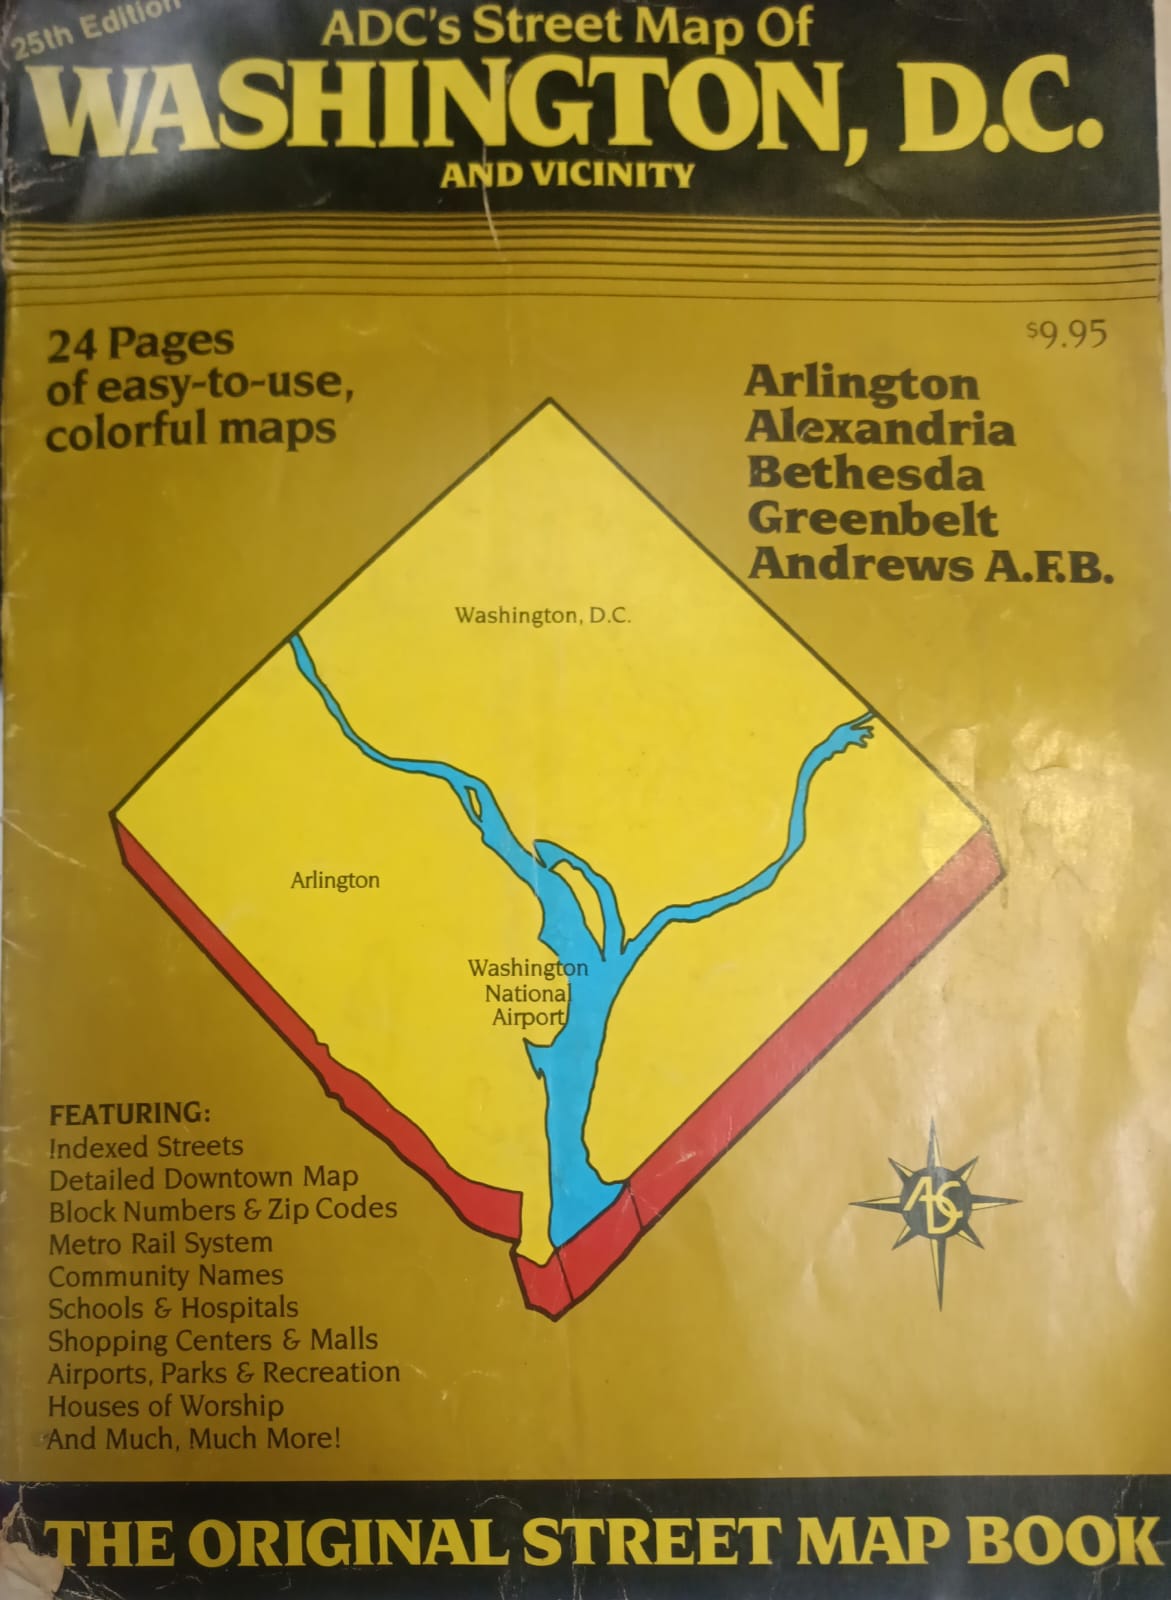 25th Edition
ADC's Street Map Of
WASHINGTON, D.C.
AND VICINITY
24 Pages
of easy-to-use,
colorful maps
$9.95
Arlington
Alexandria
Bethesda
Greenbelt
Andrews A.F.B.
Washington, D.C.
Arlington
Washington
National
Airport
FEATURING:
Indexed Streets
Detailed Downtown Map
Block Numbers & Zip Codes
Metro Rail System
Community Names
Schools & Hospitals
Shopping Centers & Malls
Airports, Parks & Recreation
Houses of Worship
And Much, Much More!
ADC
THE ORIGINAL STREET MAP BOOK